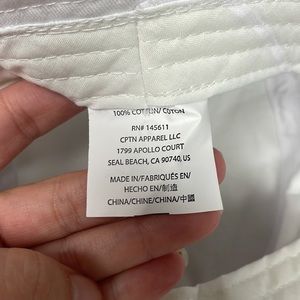 100% COTTON/ COTON
RN# 145611
CPTN APPAREL LLC
1799 APOLLO COURT
SEAL BEACH, CA 90740, US
MADE IN/FABRIQUÉS EN/
HECHO EN/制造
CHINA/CHINE/CHINA/中國